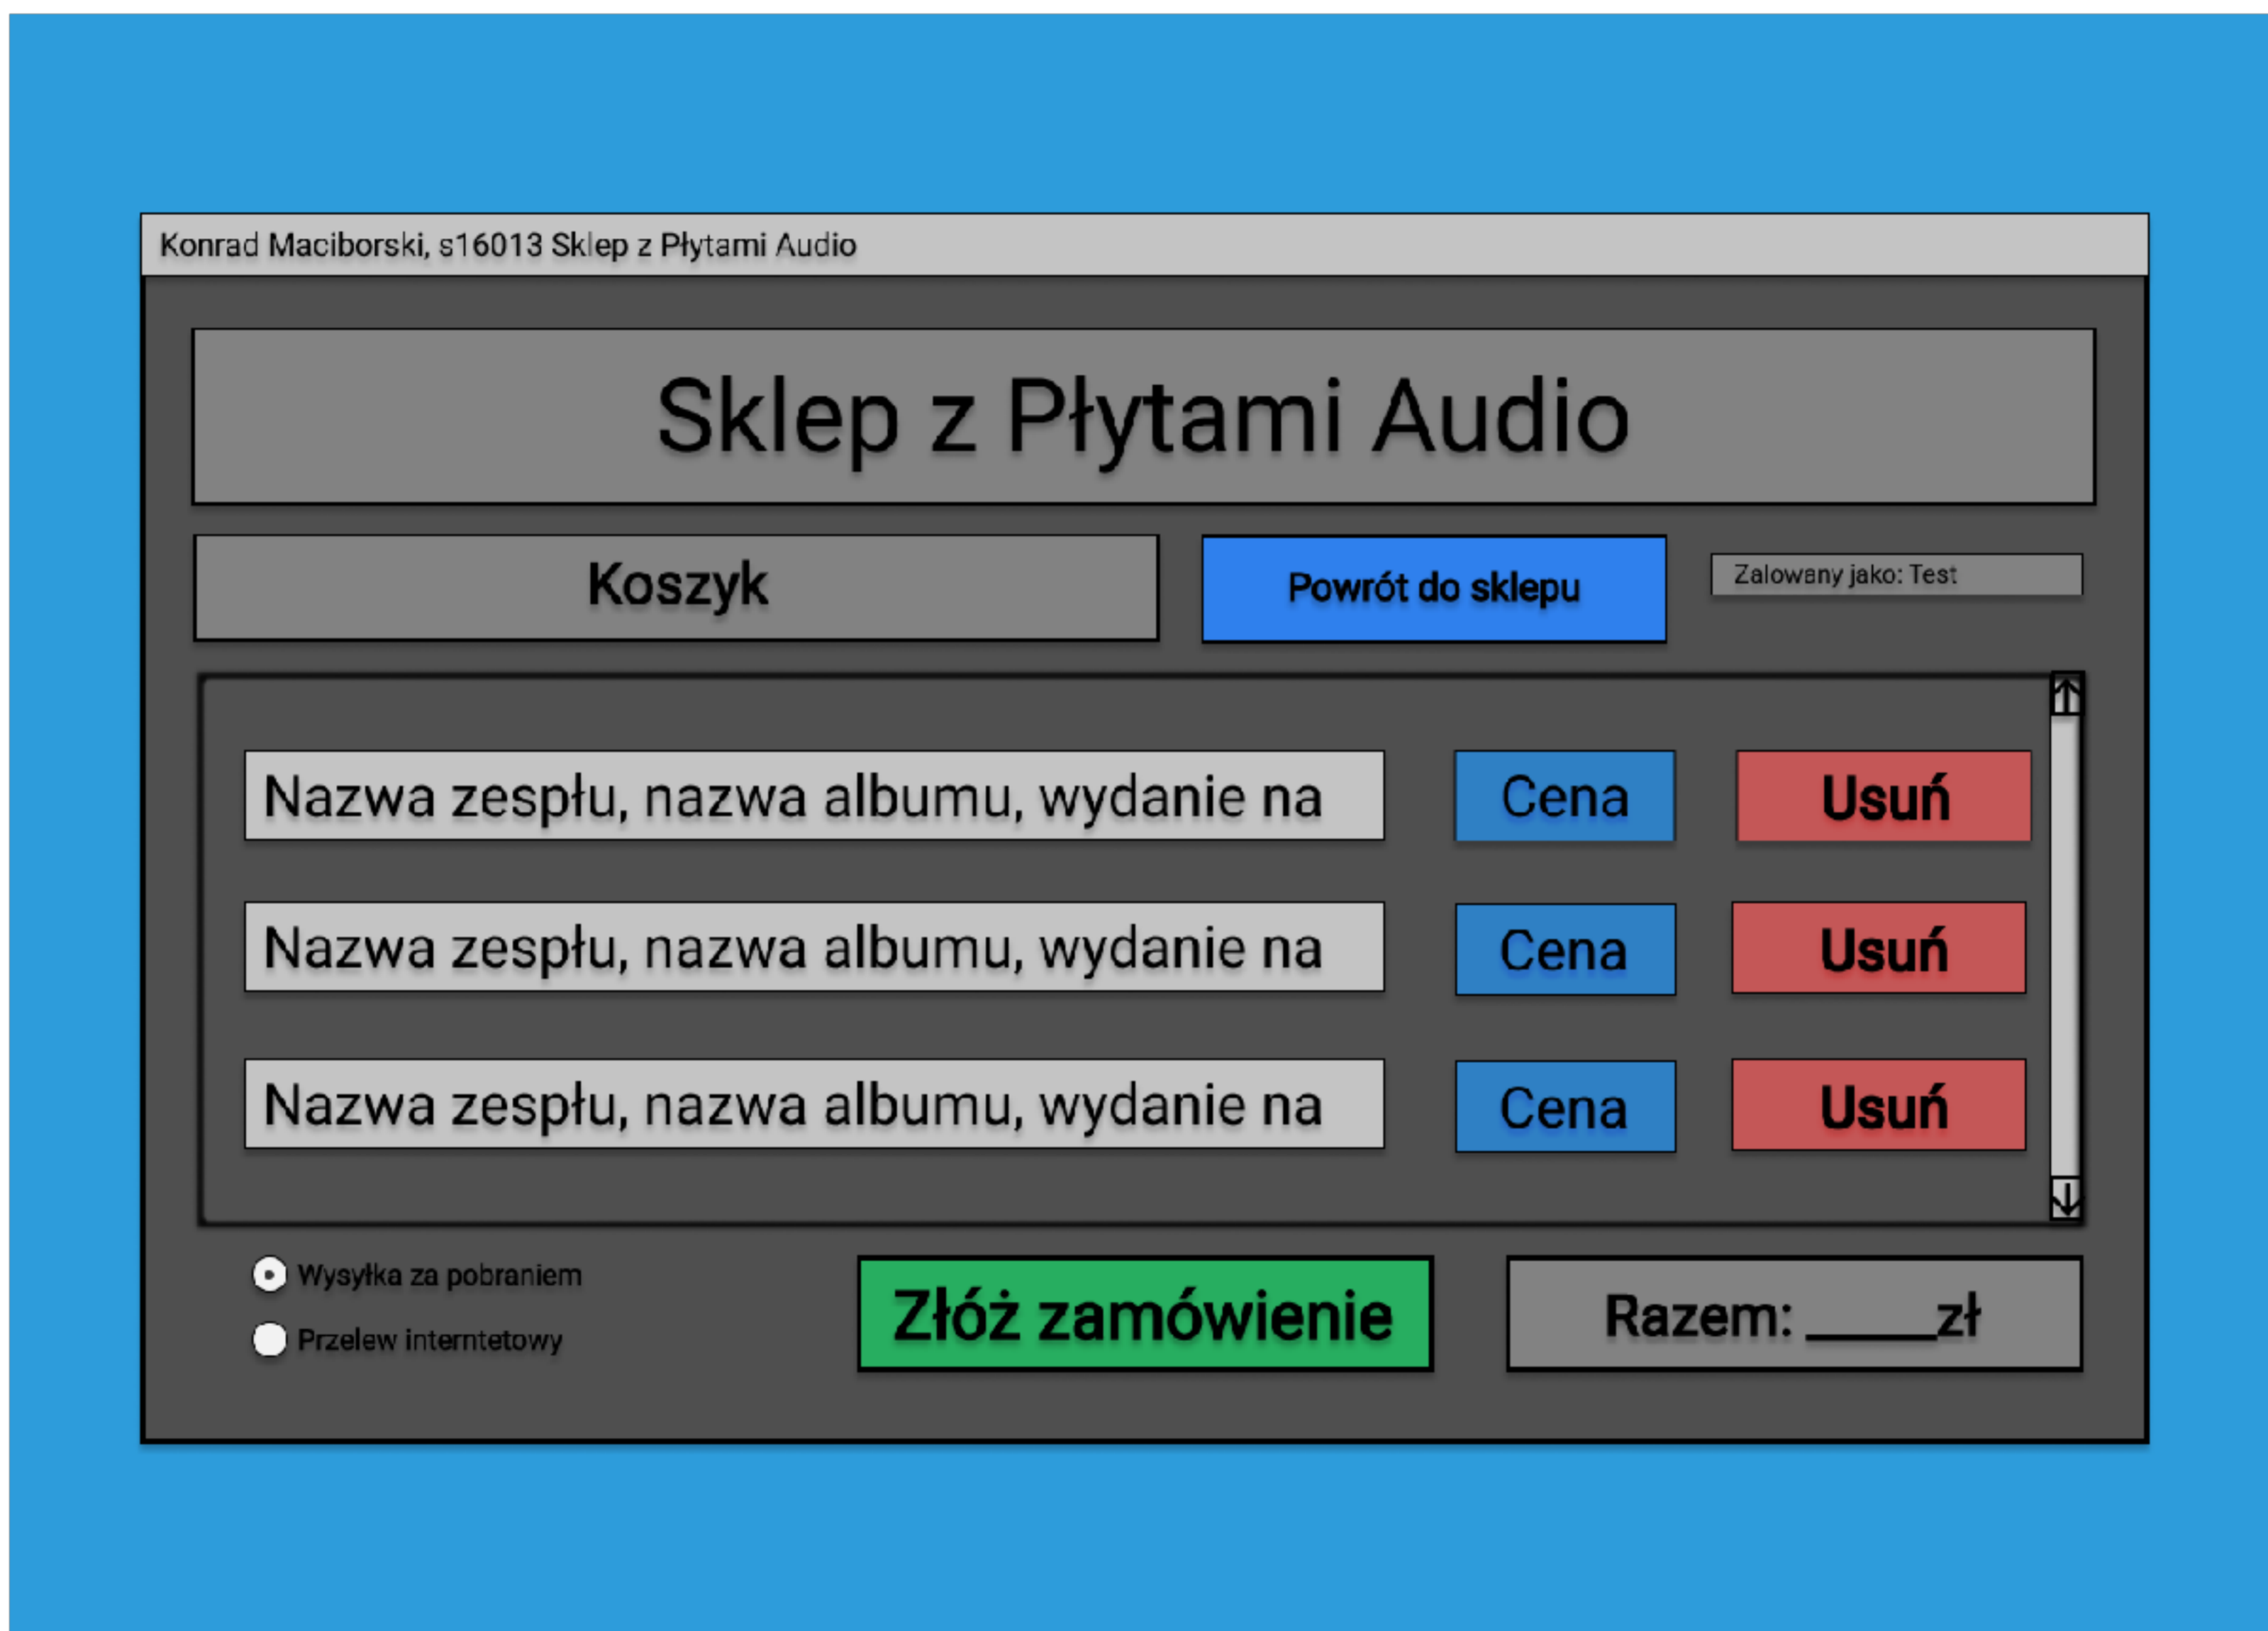 Konrad Maciborski, s16013 Sklep z Płytami Audio
Sklep z Płytami Audio
Koszyk
Powrót do sklepu
Zalowany jako: Test
Nazwa zespłu, nazwa albumu, wydanie na
Cena
Usuń
Nazwa zespłu, nazwa albumu, wydanie na
Cena
Usuń
Nazwa zespłu, nazwa albumu, wydanie na
Cena
Usuń
Wysyłka za pobraniem
Przelew interntetowy
Złóż zamówienie
Razem: _____zł